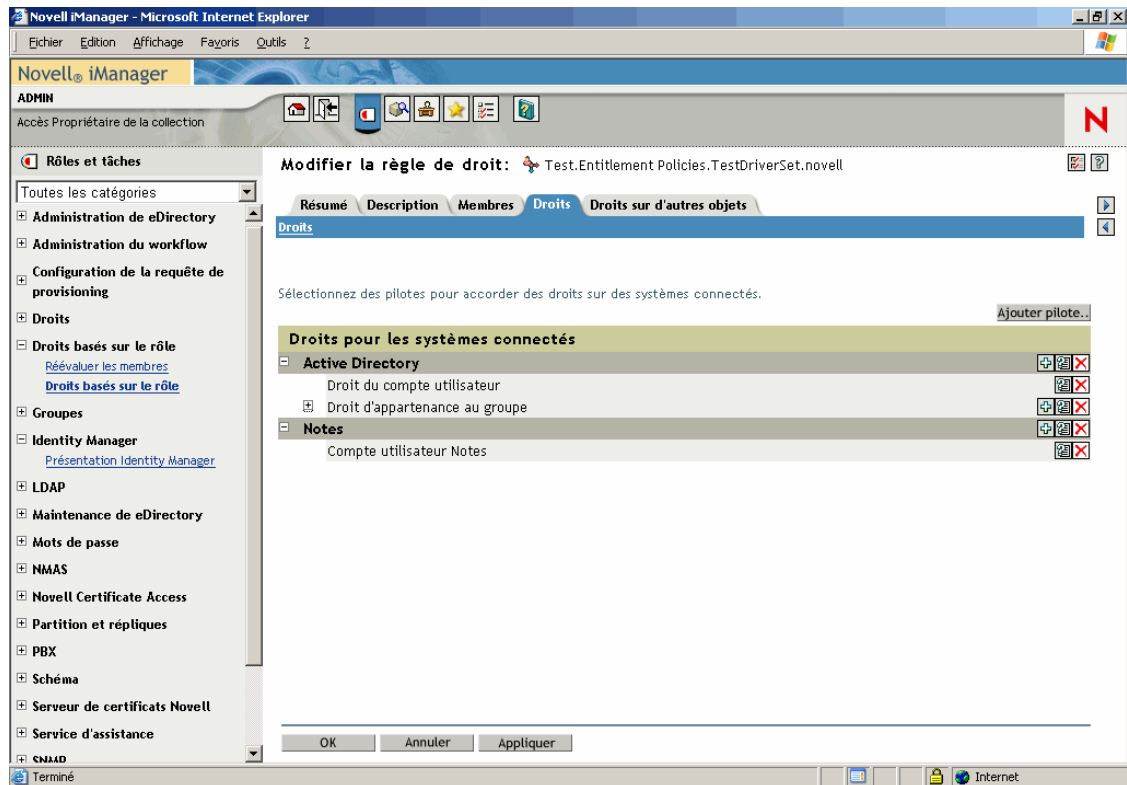 Novell iManager - Microsoft Internet Explorer
Fichier Edition Affichage Favoris Outils ?
Novell® iManager
ADMIN
Accès Propriétaire de la collection
N
Rôles et tâches
Toutes les catégories
Administration de eDirectory
Administration du workflow
Configuration de la requête de
provisioning
Droits
Droits basés sur le rôle
Réévaluer les membres
Droits basés sur le rôle
Groupes
Identity Manager
Présentation Identity Manager
LDAP
Maintenance de eDirectory
Mots de passe
NMAS
Novell Certificate Access
Partition et répliques
PBX
Schéma
Serveur de certificats Novell
Service d'assistance
SNMP
Modifier la règle de droit: Test.Entitlement Policies.TestDriverSet.novell
Résumé Description Membres Droits Droits sur d'autres objets
Droits
Sélectionnez des pilotes pour accorder des droits sur des systèmes connectés.
Ajouter pilote..
Droits pour les systèmes connectés
Active Directory
Droit du compte utilisateur
Droit d'appartenance au groupe
Notes
Compte utilisateur Notes
OK Annuler Appliquer
Terminé Internet